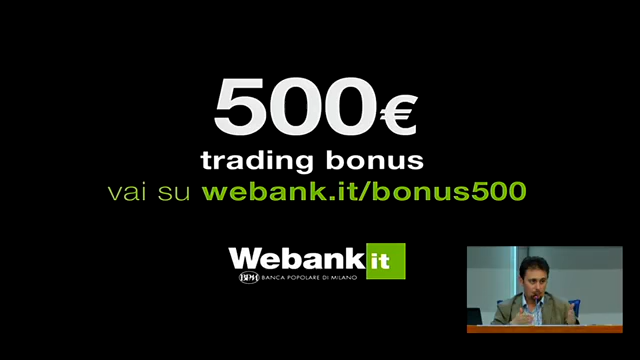 500€
trading bonus
vai su webank.it/bonus500
Webank it
BPM BANCA POPOLARE DI MILANO